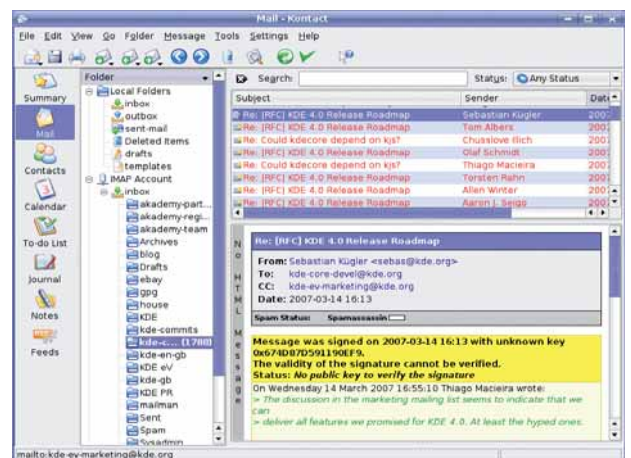 Mail - Kontact
File Edit View Go Folder Message Tools Settings Help
Summary
Mail
Contacts
Calendar
To-do List
Journal
Notes
Feeds
Folder
Local Folders
inbox
outbox
sent-mail
Deleted Items
drafts
templates
IMAP Account
inbox
akademy-part...
akademy-regi...
akademy-team
Archives
blog
Drafts
ebay
gpg
house
KDE
kde-commits
kde-c... (1780)
kde-en-gb
KDE eV
kde-gb
KDE PR
mailman
Sent
Spam
Sysadmin
Search: Status: Any Status
Subject Sender Dat
Re: [RFC] KDE 4.0 Release Roadmap Sebastian Kügler 200
Re: [RFC] KDE 4.0 Release Roadmap Tom Albers 200
Re: Could kdecore depend on kjs? Chusslove Illich 200
Re: [RFC] KDE 4.0 Release Roadmap Olaf Schmidt 200
Re: Could kdecore depend on kjs? Thiago Macieira 200
Re: [RFC] KDE 4.0 Release Roadmap Torsten Rahn 200
Re: [RFC] KDE 4.0 Release Roadmap Allen Winter 200
Re: [RFC] KDE 4.0 Release Roadmap Aaron J. Seigo 200
No HTML Message
Re: [RFC] KDE 4.0 Release Roadmap
From: Sebastian Kügler <sebas@kde.org>
To: kde-core-devel@kde.org
CC: kde-ev-marketing@kde.org
Date: 2007-03-14 16:13
Spam Status: Spamassassin
Message was signed on 2007-03-14 16:13 with unknown key
0x674D87D591190EF9.
The validity of the signature cannot be verified.
Status: No public key to verify the signature
On Wednesday 14 March 2007 16:55:10 Thiago Macieira wrote:
> The discussion in the marketing mailing list seems to indicate that we
can
> deliver all features we promised for KDE 4.0. At least the hyped ones.
mailto:kde-ev-marketing@kde.org